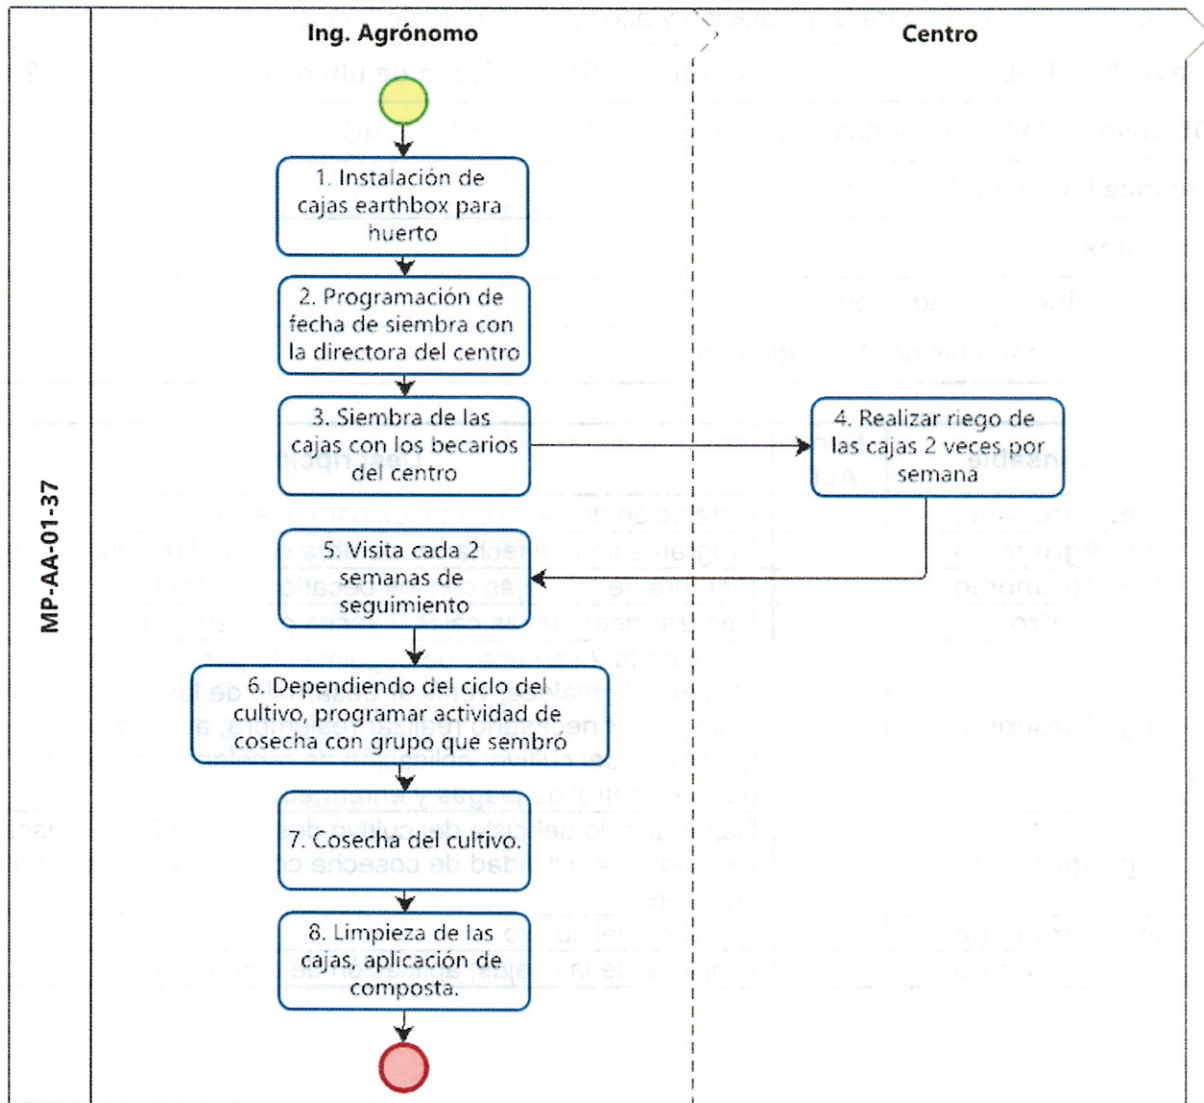 Ing. Agrónomo
Centro
MP-AA-01-37
1. Instalación de
cajas earthbox para
huerto
2. Programación de
fecha de siembra con
la directora del centro
3. Siembra de las
cajas con los becarios
del centro
4. Realizar riego de
las cajas 2 veces por
semana
5. Visita cada 2
semanas de
seguimiento
6. Dependiendo del ciclo del
cultivo, programar actividad de
cosecha con grupo que sembró
7. Cosecha del cultivo.
8. Limpieza de las
cajas, aplicación de
composta.